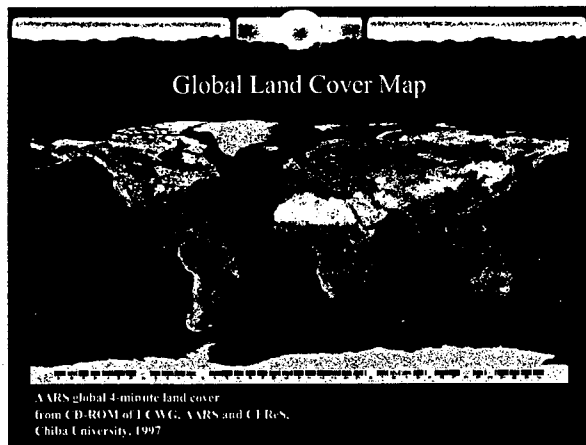 Global Land Cover Map
AARS global 4-minute land cover
from CD-ROM of LCWG, AARS and CEReS,
Chiba University, 1997